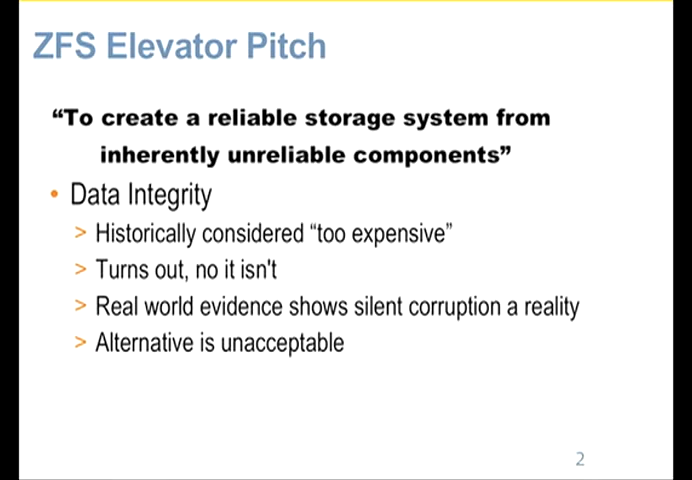 ZFS Elevator Pitch
“To create a reliable storage system from
inherently unreliable components”
• Data Integrity
> Historically considered “too expensive”
> Turns out, no it isn't
> Real world evidence shows silent corruption a reality
> Alternative is unacceptable
2